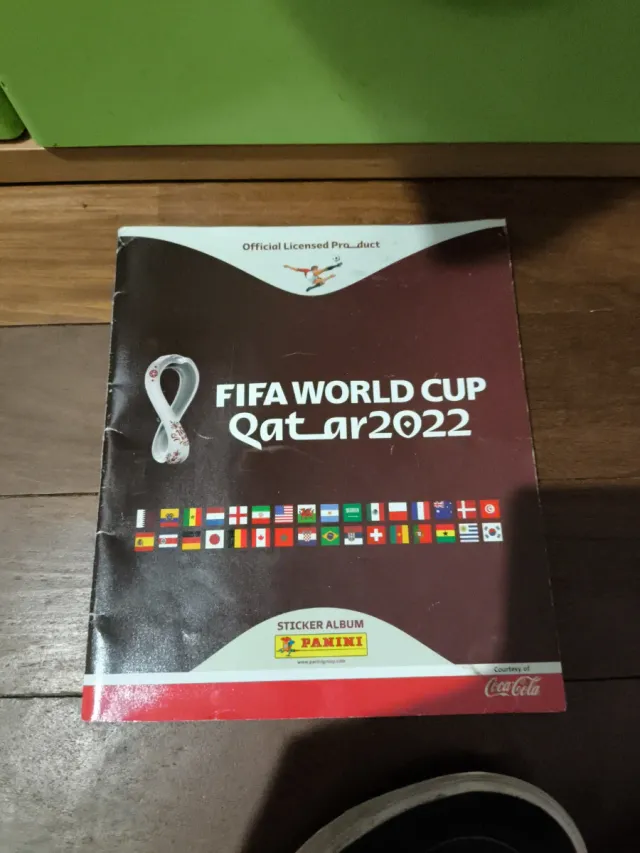 Official Licensed Product
FIFA WORLD CUP
Qatar2022
STICKER ALBUM
PANINI
www.paninigroup.com
Courtesy of
Coca-Cola